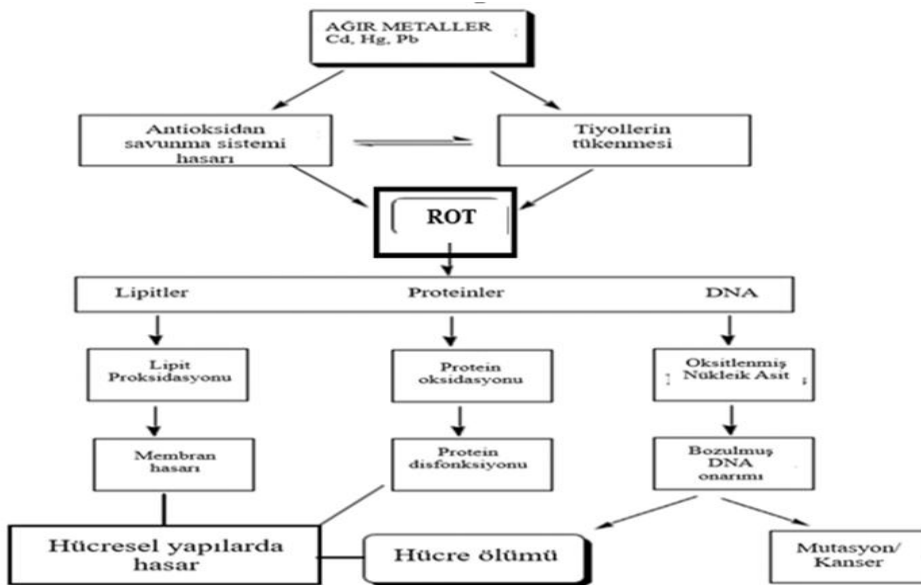 AĞIR METALLER
Cd, Hg, Pb
Antioksidan
savunma sistemi
hasarı
Tiyollerin
tükenmesi
ROT
Lipitler Proteinler DNA
Lipit
Proksidasyonu
Protein
oksidasyonu
Oksitlenmiş
Nükleik Asit
Membran
hasarı
Protein
disfonksiyonu
Bozulmuş
DNA
onarımı
Hücresel yapılarda
hasar
Hücre ölümü
Mutasyon/
Kanser